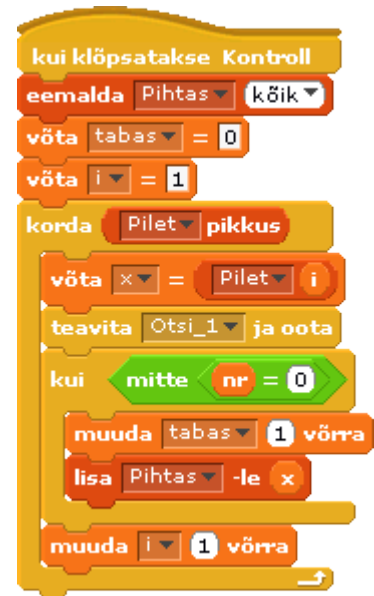 kui klõpsatakse Kontroll
eemalda Pihtas kõik
võta tabas = 0
võta i = 1
korda Pilet pikkus
võta x = Pilet i
teavita Otsi_1 ja oota
kui mitte nr = 0
muuda tabas 1 võrra
lisa Pihtas -le x
muuda i 1 võrra